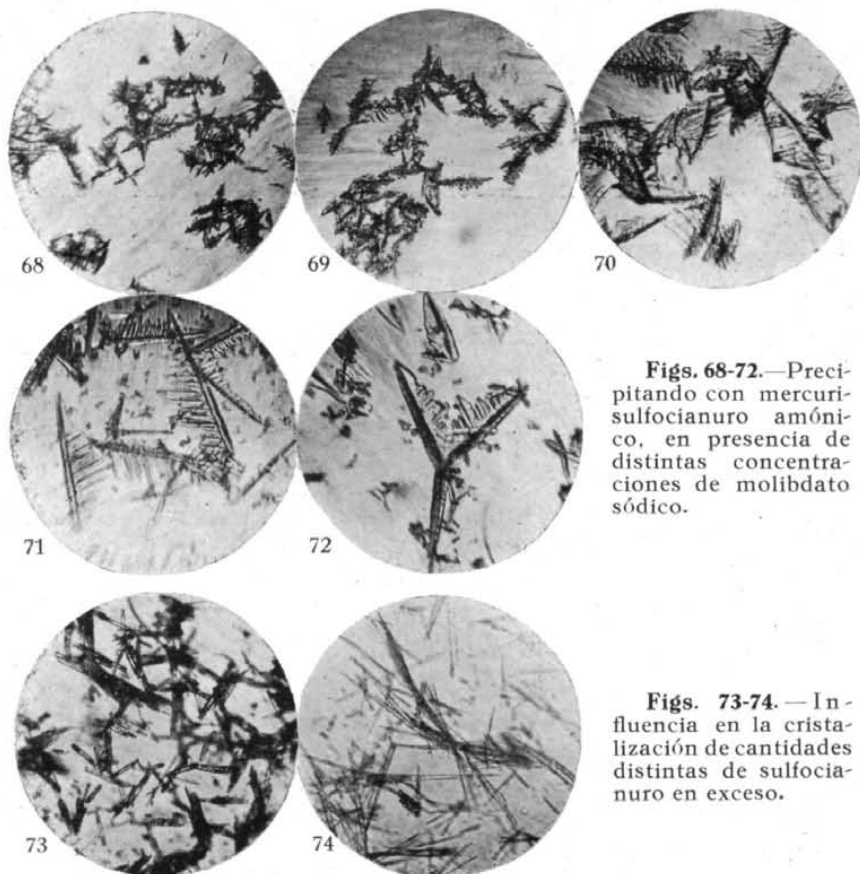 68
69
70
71
72
Figs. 68-72.—Preci-
pitando con mercuri-
sulfocianuro amóni-
co, en presencia de
distintas concentra-
ciones de molibdato
sódico.
73
74
Figs. 73-74.—In-
fluencia en la crista-
lización de cantidades
distintas de sulfocia-
nuro en exceso.